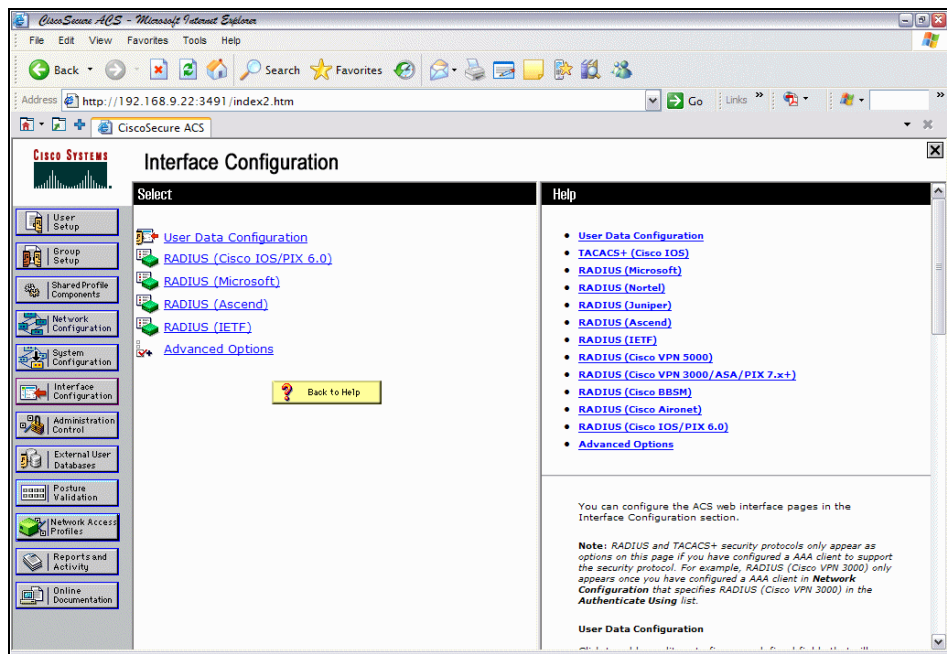 CiscoSecure ACS - Microsoft Internet Explorer
File Edit View Favorites Tools Help
Back Search Favorites
Address http://192.168.9.22:3491/index2.htm Go Links »
CiscoSecure ACS
CISCO SYSTEMS
Interface Configuration
Select
User Setup
Group Setup
Shared Profile Components
Network Configuration
System Configuration
Interface Configuration
Administration Control
External User Databases
Posture Validation
Network Access Profiles
Reports and Activity
Online Documentation
User Data Configuration
RADIUS (Cisco IOS/PIX 6.0)
RADIUS (Microsoft)
RADIUS (Ascend)
RADIUS (IETF)
Advanced Options
Back to Help
Help
User Data Configuration
TACACS+ (Cisco IOS)
RADIUS (Microsoft)
RADIUS (Nortel)
RADIUS (Juniper)
RADIUS (Ascend)
RADIUS (IETF)
RADIUS (Cisco VPN 5000)
RADIUS (Cisco VPN 3000/ASA/PIX 7.x+)
RADIUS (Cisco BBSM)
RADIUS (Cisco Aironet)
RADIUS (Cisco IOS/PIX 6.0)
Advanced Options
You can configure the ACS web interface pages in the
Interface Configuration section.
Note: RADIUS and TACACS+ security protocols only appear as
options on this page if you have configured a AAA client to support
the security protocol. For example, RADIUS (Cisco VPN 3000) only
appears once you have configured a AAA client in Network
Configuration that specifies RADIUS (Cisco VPN 3000) in the
Authenticate Using list.
User Data Configuration